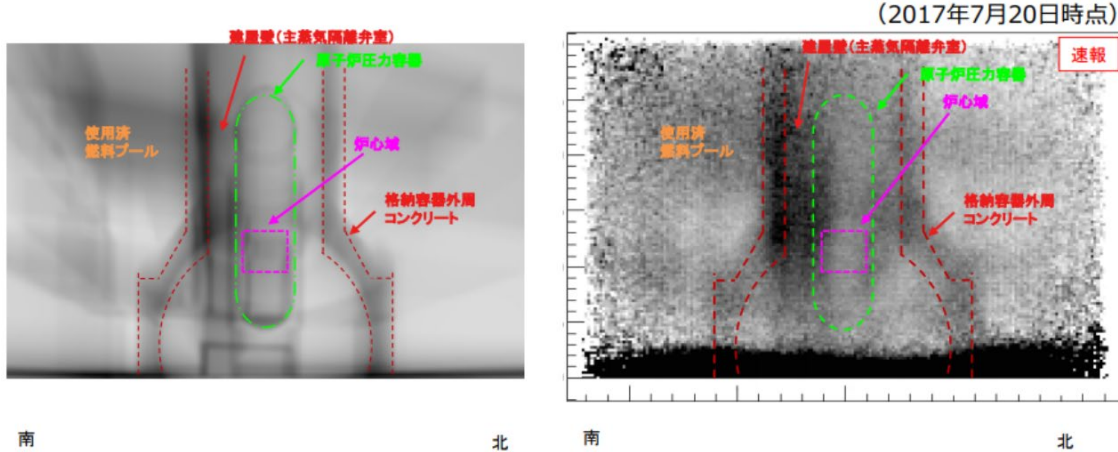 (2017年7月20日時点)
建屋壁(主蒸気隔離弁室)
原子炉圧力容器
使用済
燃料プール
炉心域
格納容器外周
コンクリート
南
北
速報
建屋壁(主蒸気隔離弁室)
原子炉圧力容器
使用済
燃料プール
炉心域
格納容器外周
コンクリート
南
北